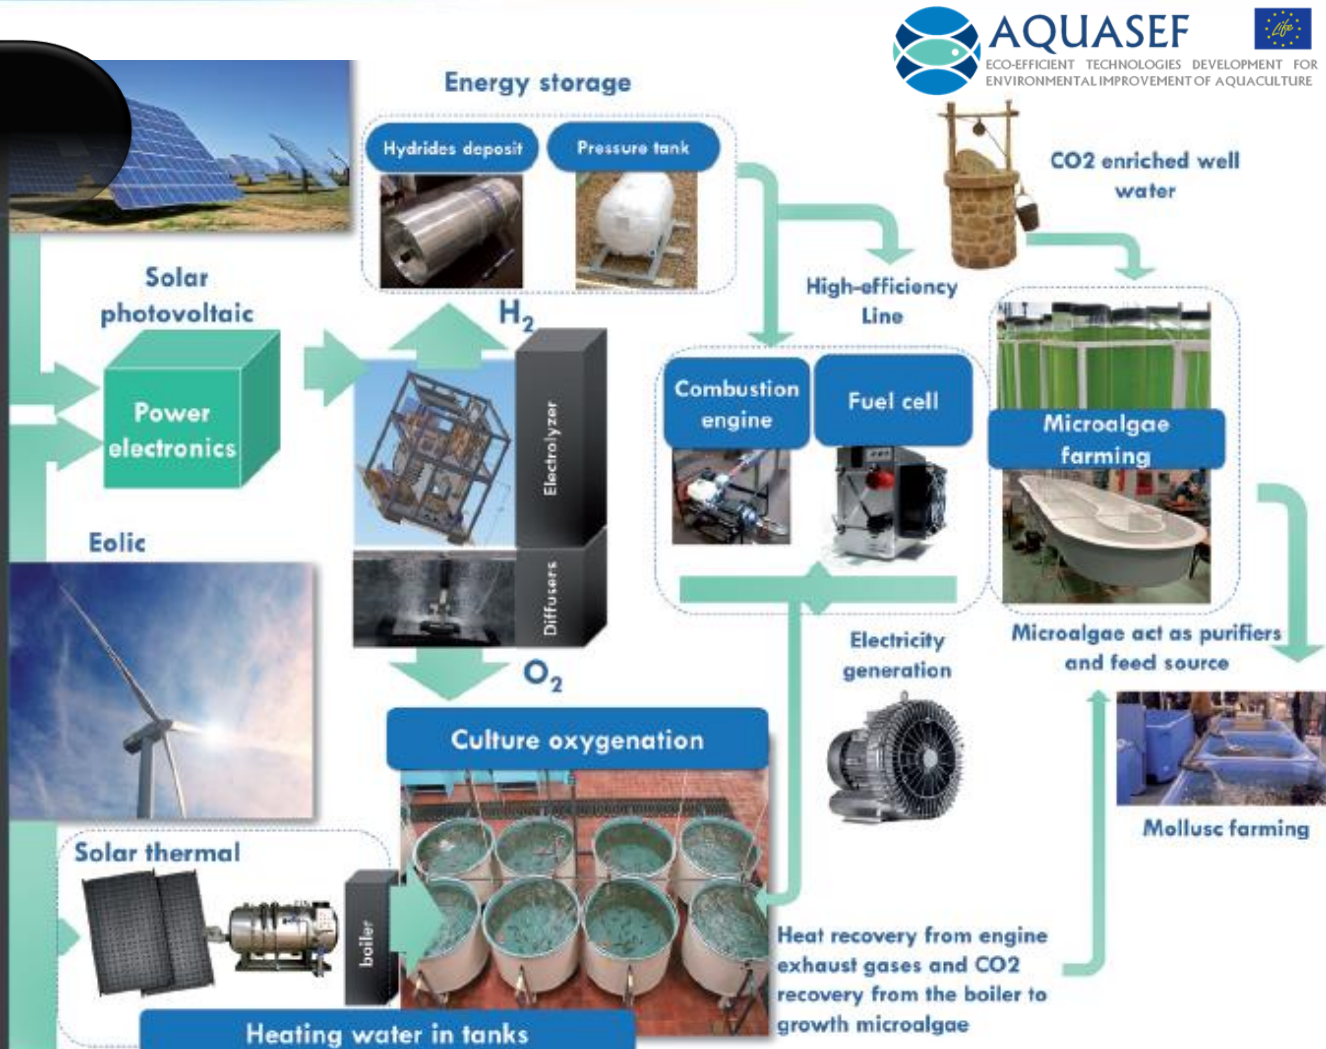 AQUASEF
ECO-EFFICIENT TECHNOLOGIES DEVELOPMENT FOR
ENVIRONMENTAL IMPROVEMENT OF AQUACULTURE
Life
Energy storage
Hydrides deposit
Pressure tank
CO2 enriched well
water
Solar
photovoltaic
H2
High-efficiency
Line
Power
electronics
Electrolyzer
Combustion
engine
Fuel cell
Microalgae
farming
Eolic
Diffusers
O2
Electricity
generation
Microalgae act as purifiers
and feed source
Culture oxygenation
Mollusc farming
Solar thermal
boiler
Heat recovery from engine
exhaust gases and CO2
recovery from the boiler to
growth microalgae
Heating water in tanks